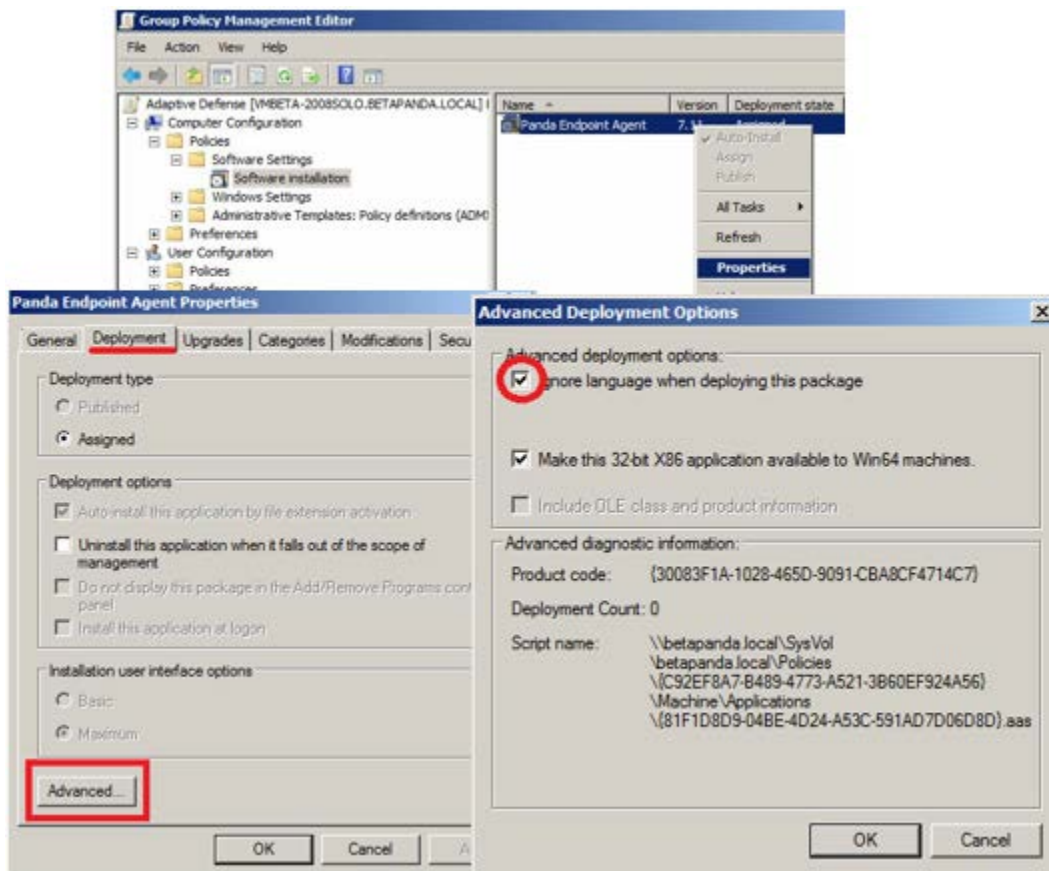 Group Policy Management Editor
File Action View Help
Adaptive Defense [VMBETA-2008SOLO.BETAPANDA.LOCAL]
Computer Configuration
Policies
Software Settings
Software installation
Windows Settings
Administrative Templates: Policy definitions (ADM
Preferences
User Configuration
Policies
Preferences
Name Version Deployment state
Panda Endpoint Agent 7.11 Assigned
Auto-Install
Assign
Publish
All Tasks
Refresh
Properties
Panda Endpoint Agent Properties
General Deployment Upgrades Categories Modifications Secu
Deployment type
Published
Assigned
Deployment options
Auto-install this application by file extension activation
Uninstall this application when it falls out of the scope of
management
Do not display this package in the Add/Remove Programs cont
panel
Install this application at logon
Installation user interface options
Basic
Maximum
Advanced...
OK Cancel A
Advanced Deployment Options
Advanced deployment options:
Ignore language when deploying this package
Make this 32-bit X86 application available to Win64 machines.
Include OLE class and product information
Advanced diagnostic information:
Product code: {30083F1A-1028-465D-9091-CBA8CF4714C7}
Deployment Count: 0
Script name: \\betapanda.local\SysVol
\betapanda.local\Policies
\{C92EF8A7-B489-4773-A521-3B60EF924A56}
\Machine\Applications
\{81F1D8D9-04BE-4D24-A53C-591AD7D06D8D}.aas
OK Cancel